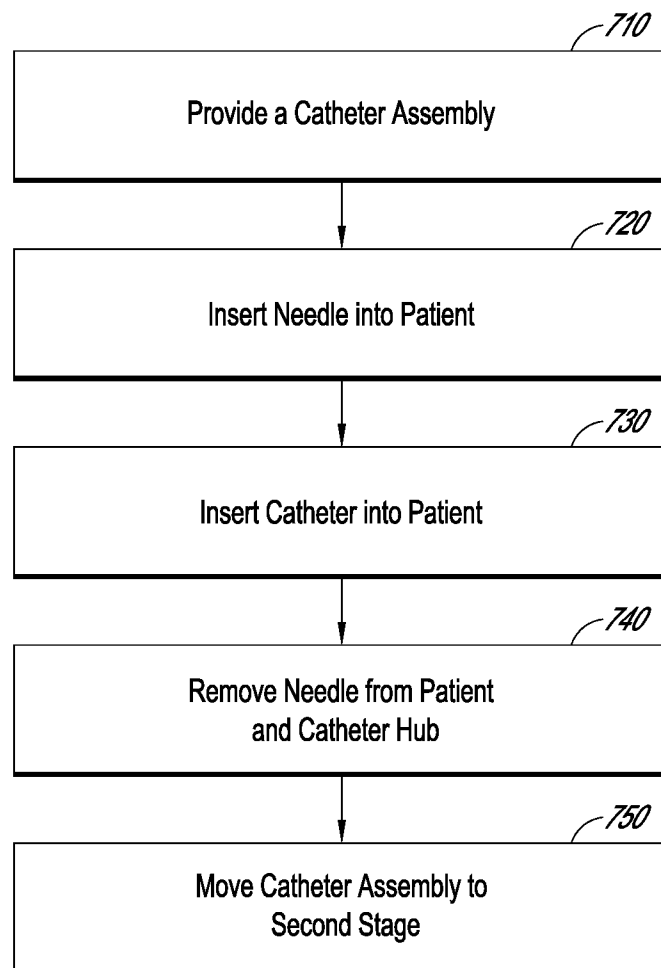 710
Provide a Catheter Assembly
720
Insert Needle into Patient
730
Insert Catheter into Patient
740
Remove Needle from Patient
and Catheter Hub
750
Move Catheter Assembly to
Second Stage